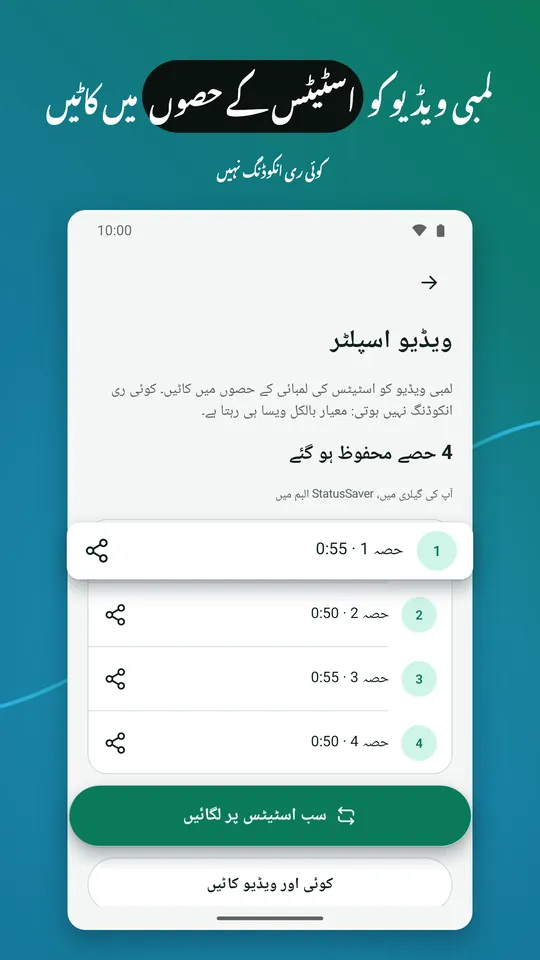 لمبی ویڈیو کو اسٹیٹس کے حصوں میں کاٹیں
کوئی ری انکوڈنگ نہیں
10:00
ویڈیو اسپلٹر
لمبی ویڈیو کو اسٹیٹس کی لمبائی کے حصوں میں کاٹیں۔ کوئی ری
انکوڈنگ نہیں ہوتی: معیار بالکل ویسا ہی رہتا ہے۔
4 حصے محفوظ ہو گئے
آپ کی گیلری میں، StatusSaver البم میں
1 حصہ 1 · 0:55
2 حصہ 2 · 0:50
3 حصہ 3 · 0:55
4 حصہ 4 · 0:50
سب اسٹیٹس پر لگائیں
کوئی اور ویڈیو کاٹیں